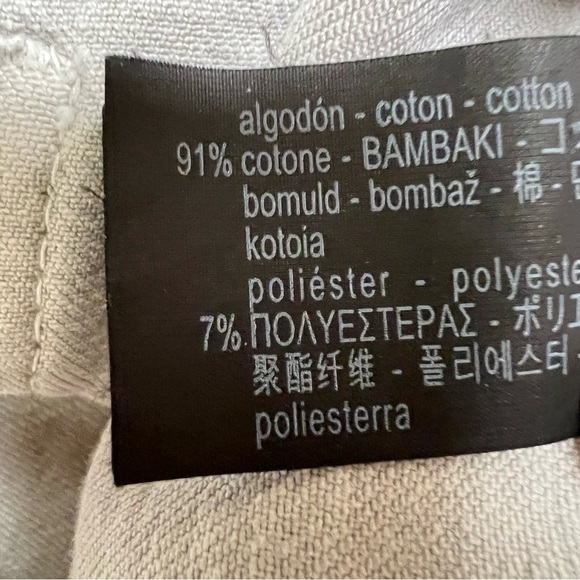 algodón - coton - cotton
91% cotone - BAMBAKI -
bomuld - bombaž - 棉 -
kotoia
poliéster - polyeste
7% ΠΟΛΥΕΣΤΕΡΑΣ - ポリエ
聚酯纤维 - 폴리에스터
poliesterra